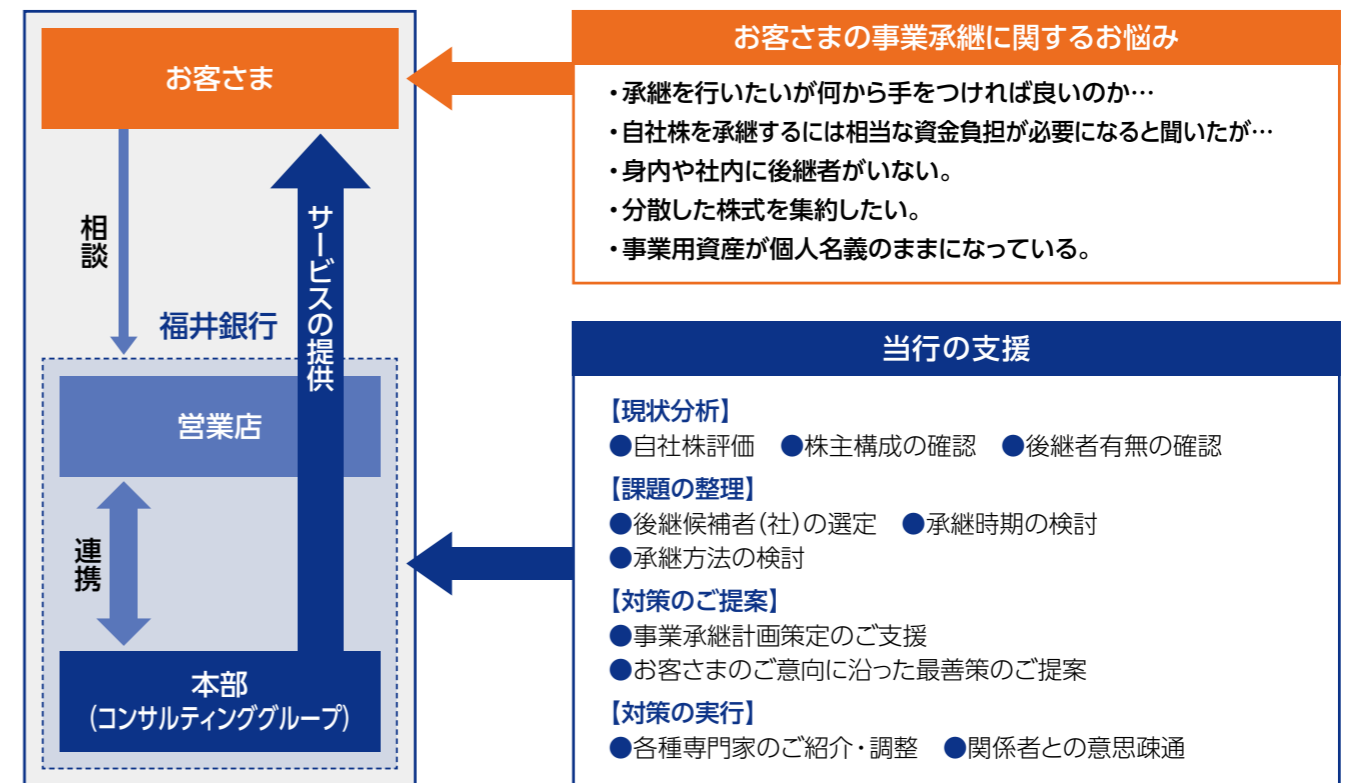 お客さま
相談
サービスの提供
福井銀行
営業店
連携
本部
(コンサルティンググループ)
お客さまの事業承継に関するお悩み
・承継を行いたいが何から手をつければ良いのか…
・自社株を承継するには相当な資金負担が必要になると聞いたが…
・身内や社内に後継者がいない。
・分散した株式を集約したい。
・事業用資産が個人名義のままになっている。
当行の支援
【現状分析】
●自社株評価 ●株主構成の確認 ●後継者有無の確認
【課題の整理】
●後継候補者(社)の選定 ●承継時期の検討
●承継方法の検討
【対策のご提案】
●事業承継計画策定のご支援
●お客さまのご意向に沿った最善策のご提案
【対策の実行】
●各種専門家のご紹介・調整 ●関係者との意思疎通